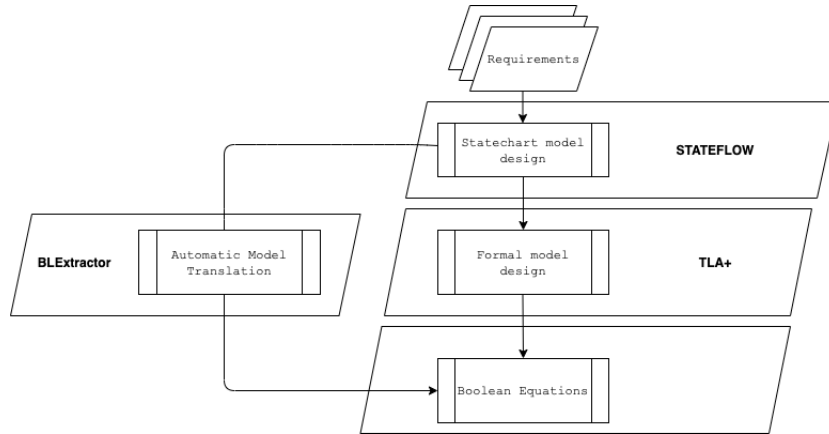 Requirements
Statechart model
design
STATEFLOW
BLExtractor
Automatic Model
Translation
Formal model
design
TLA+
Boolean Equations